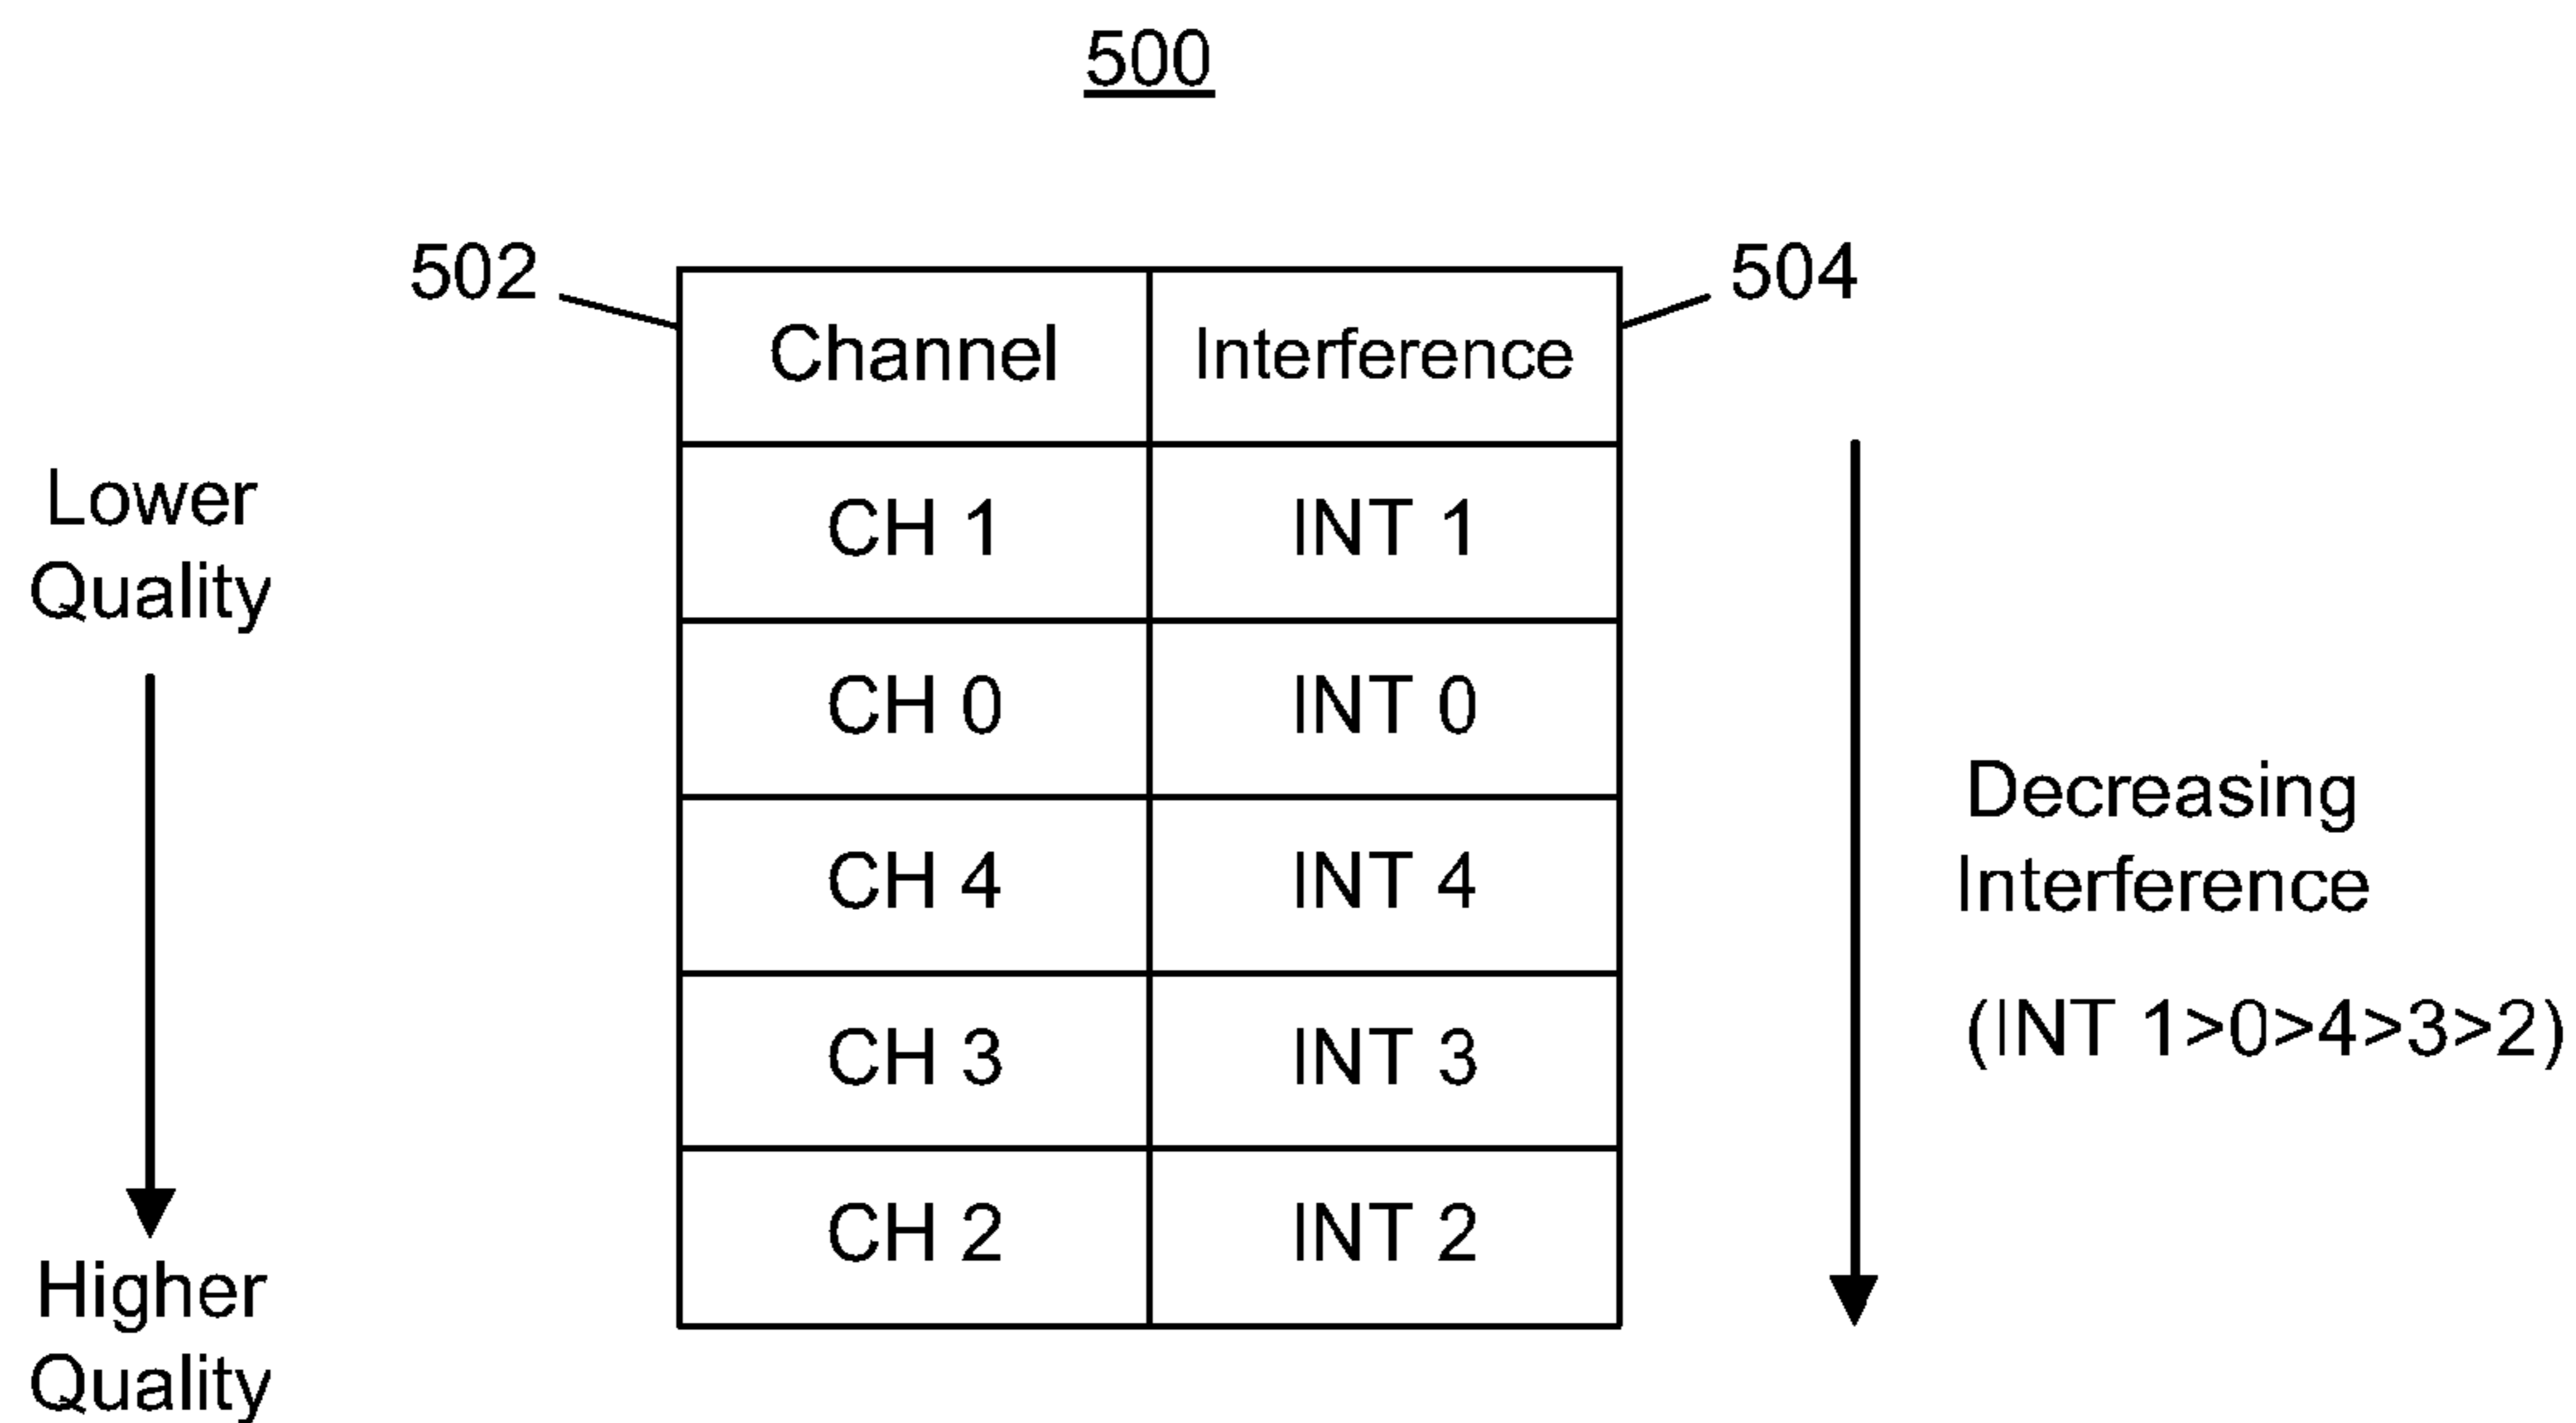 500
502
504
Channel Interference
CH 1 INT 1
CH 0 INT 0
CH 4 INT 4
CH 3 INT 3
CH 2 INT 2
Lower
Quality
Higher
Quality
Decreasing
Interference
(INT 1>0>4>3>2)